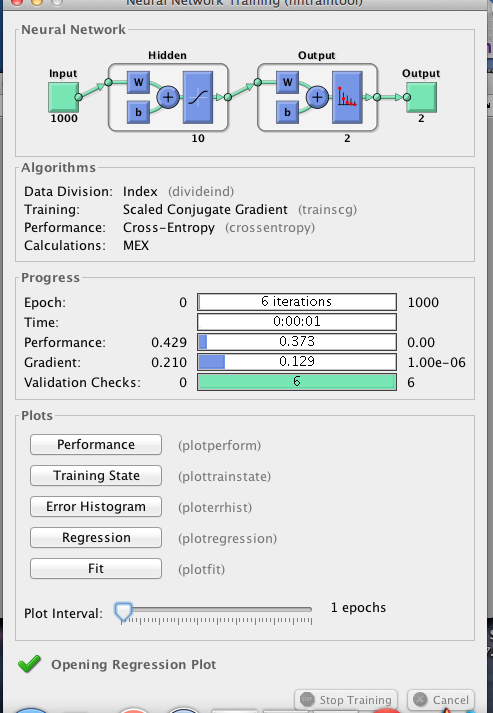 Neural Network Training (nntraintool)
Neural Network
Hidden Output
Input Output
W W
b b
1000 2
10 2
Algorithms
Data Division: Index (divideind)
Training: Scaled Conjugate Gradient (trainscg)
Performance: Cross-Entropy (crossentropy)
Calculations: MEX
Progress
Epoch: 0 6 iterations 1000
Time: 0:00:01
Performance: 0.429 0.373 0.00
Gradient: 0.210 0.129 1.00e-06
Validation Checks: 0 6 6
Plots
Performance (plotperform)
Training State (plottrainstate)
Error Histogram (ploterrhist)
Regression (plotregression)
Fit (plotfit)
Plot Interval: 1 epochs
Opening Regression Plot
Stop Training Cancel